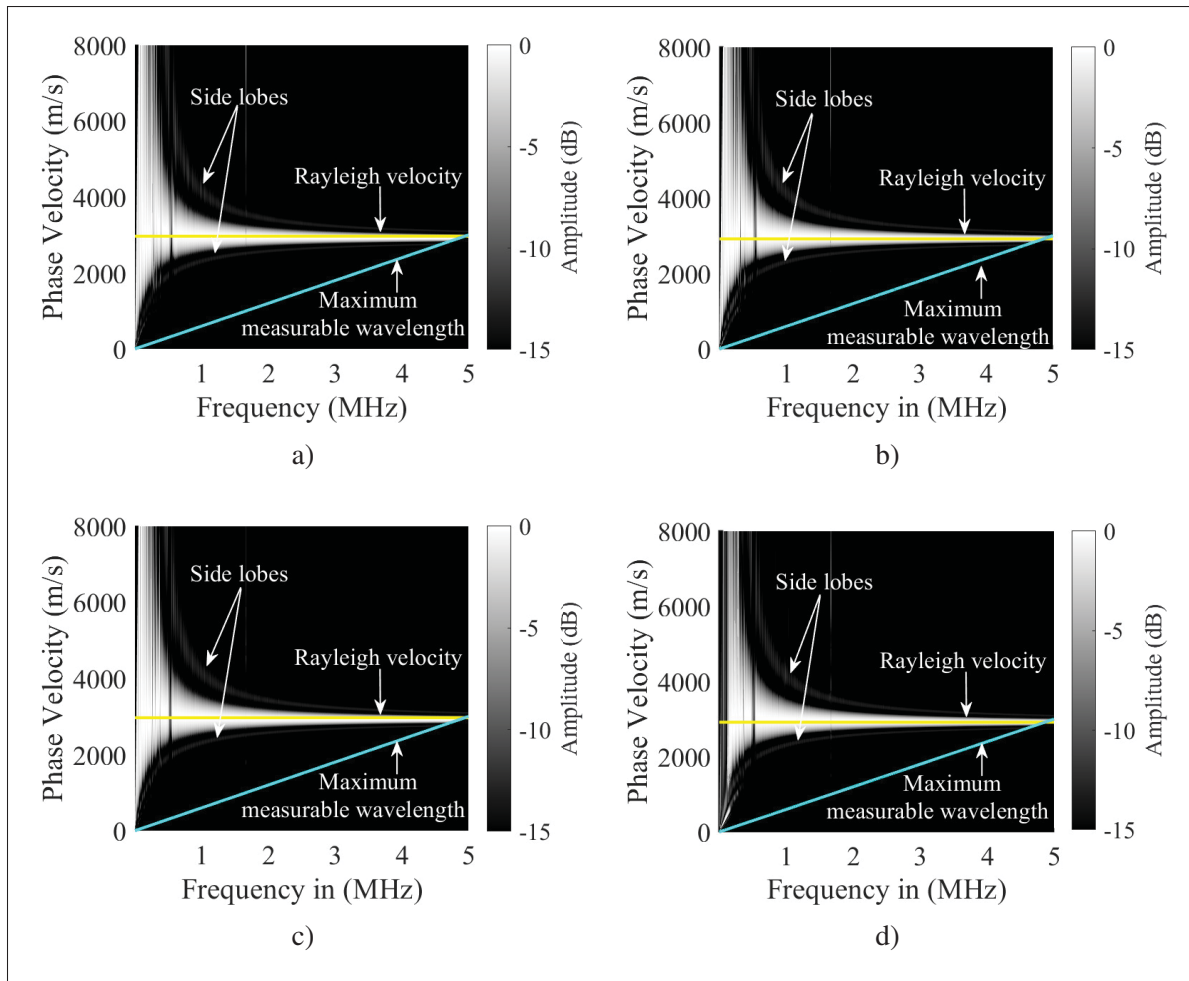 8000
6000
4000
2000
0
Phase Velocity (m/s)
Side lobes
Rayleigh velocity
Maximum
measurable wavelength
1 2 3 4 5
Frequency (MHz)
0
-5
-10
-15
Amplitude (dB)
a)
8000
6000
4000
2000
0
Phase Velocity (m/s)
Side lobes
Rayleigh velocity
Maximum
measurable wavelength
1 2 3 4 5
Frequency in (MHz)
0
-5
-10
-15
Amplitude (dB)
b)
8000
6000
4000
2000
0
Phase Velocity (m/s)
Side lobes
Rayleigh velocity
Maximum
measurable wavelength
1 2 3 4 5
Frequency in (MHz)
0
-5
-10
-15
Amplitude (dB)
c)
8000
6000
4000
2000
0
Phase Velocity (m/s)
Side lobes
Rayleigh velocity
Maximum
measurable wavelength
1 2 3 4 5
Frequency in (MHz)
0
-5
-10
-15
Amplitude (dB)
d)